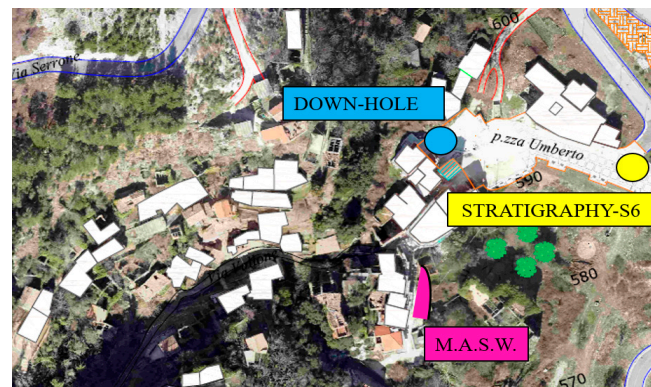 600
Via Serrone
DOWN-HOLE
p.zza Umberto
590
STRATIGRAPHY-S6
580
M.A.S.W.
570